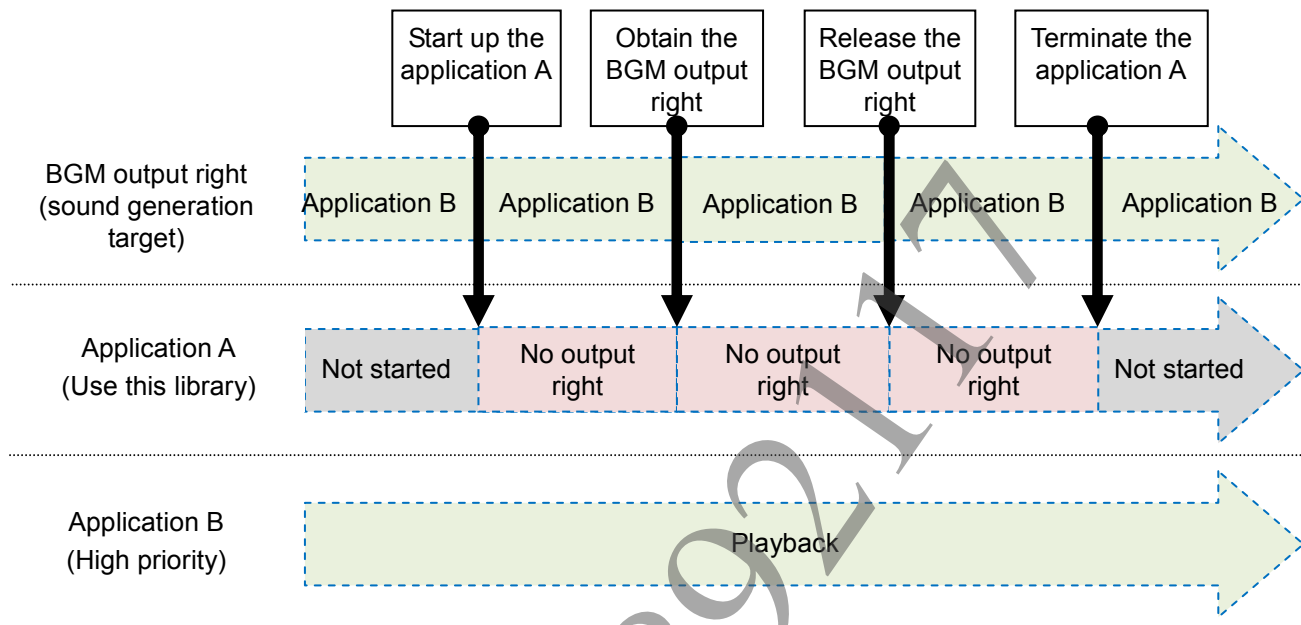 Start up the
application A
Obtain the
BGM output
right
Release the
BGM output
right
Terminate the
application A
BGM output right
(sound generation
target)
Application B
Application B
Application B
Application B
Application B
Application A
(Use this library)
Not started
No output
right
No output
right
No output
right
Not started
Application B
(High priority)
Playback